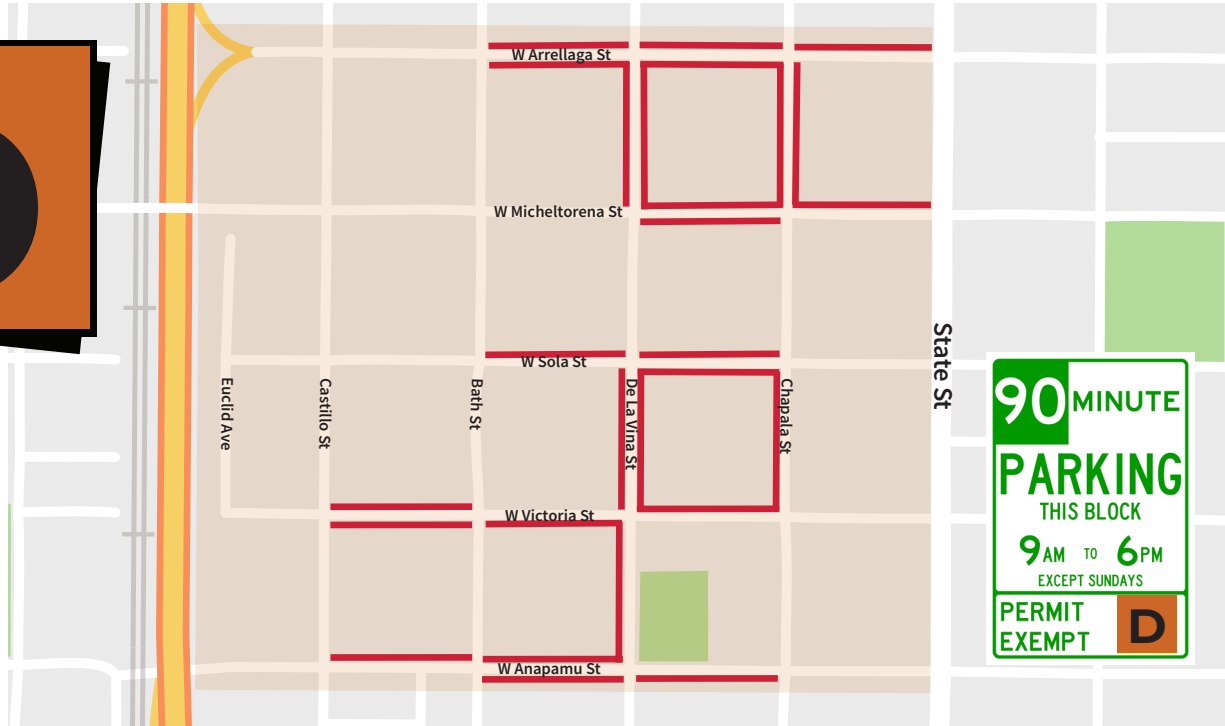 W Arrellaga St
W Micheltorena St
W Sola St
Euclid Ave
Castillo St
Bath St
De La Vina St
Chapala St
State St
W Victoria St
W Anapamu St
90 MINUTE
PARKING
THIS BLOCK
9AM TO 6PM
EXCEPT SUNDAYS
PERMIT
EXEMPT
D